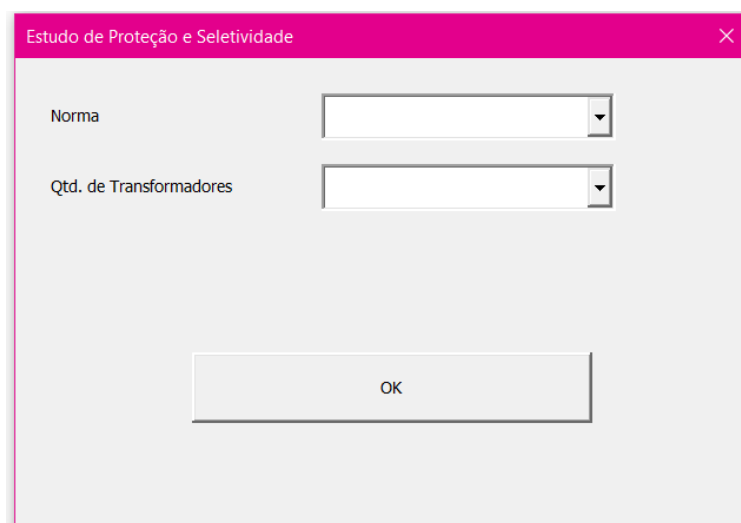 Estudo de Proteção e Seletividade
Norma
Qtd. de Transformadores
OK